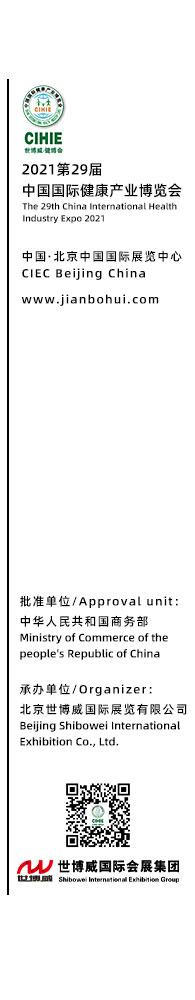 CIHIE
CIHIE
世博威·健博会
2021第29届
中国国际健康产业博览会
The 29th China International Health
Industry Expo 2021
中国·北京中国国际展览中心
CIEC Beijing China
www.jianbohui.com
批准单位/Approval unit：
中华人民共和国商务部
Ministry of Commerce of the
people's Republic of China
承办单位/Organizer：
北京世博威国际展览有限公司
Beijing Shibowei International
Exhibition Co., Ltd.
世博威
世博威国际会展集团
Shibowei International Exhibition Group